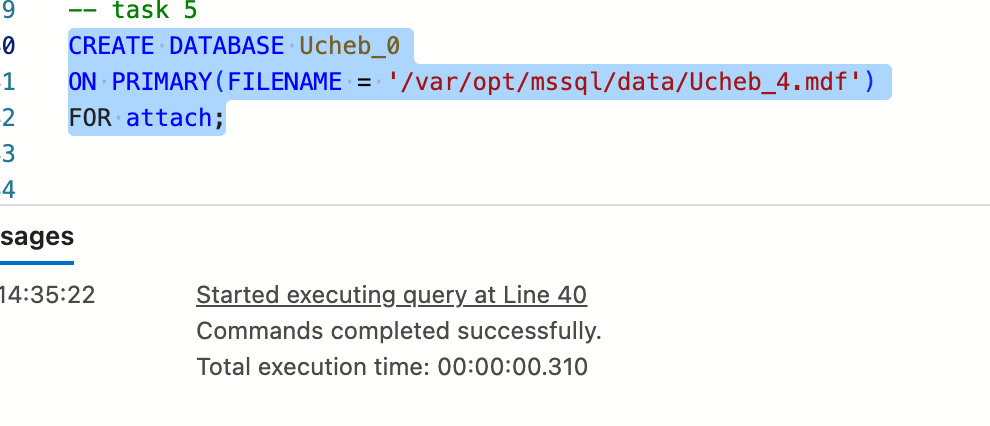 9 -- task 5
0 CREATE DATABASE Ucheb_0
1 ON PRIMARY(FILENAME = '/var/opt/mssql/data/Ucheb_4.mdf')
2 FOR attach;
3
4
sages
14:35:22 Started executing query at Line 40
Commands completed successfully.
Total execution time: 00:00:00.310